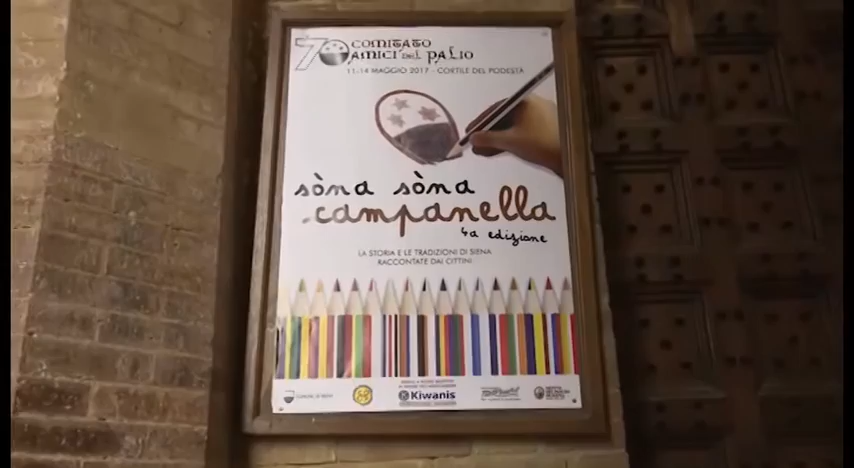 70 COMITATO
AMICI DEL PALIO
11-14 MAGGIO 2017 - CORTILE DEL PODESTÀ
sòna sòna
campanella
4a edizione
LA STORIA E LE TRADIZIONI DI SIENA
RACCONTATE DAI CITTINI
Kiwanis